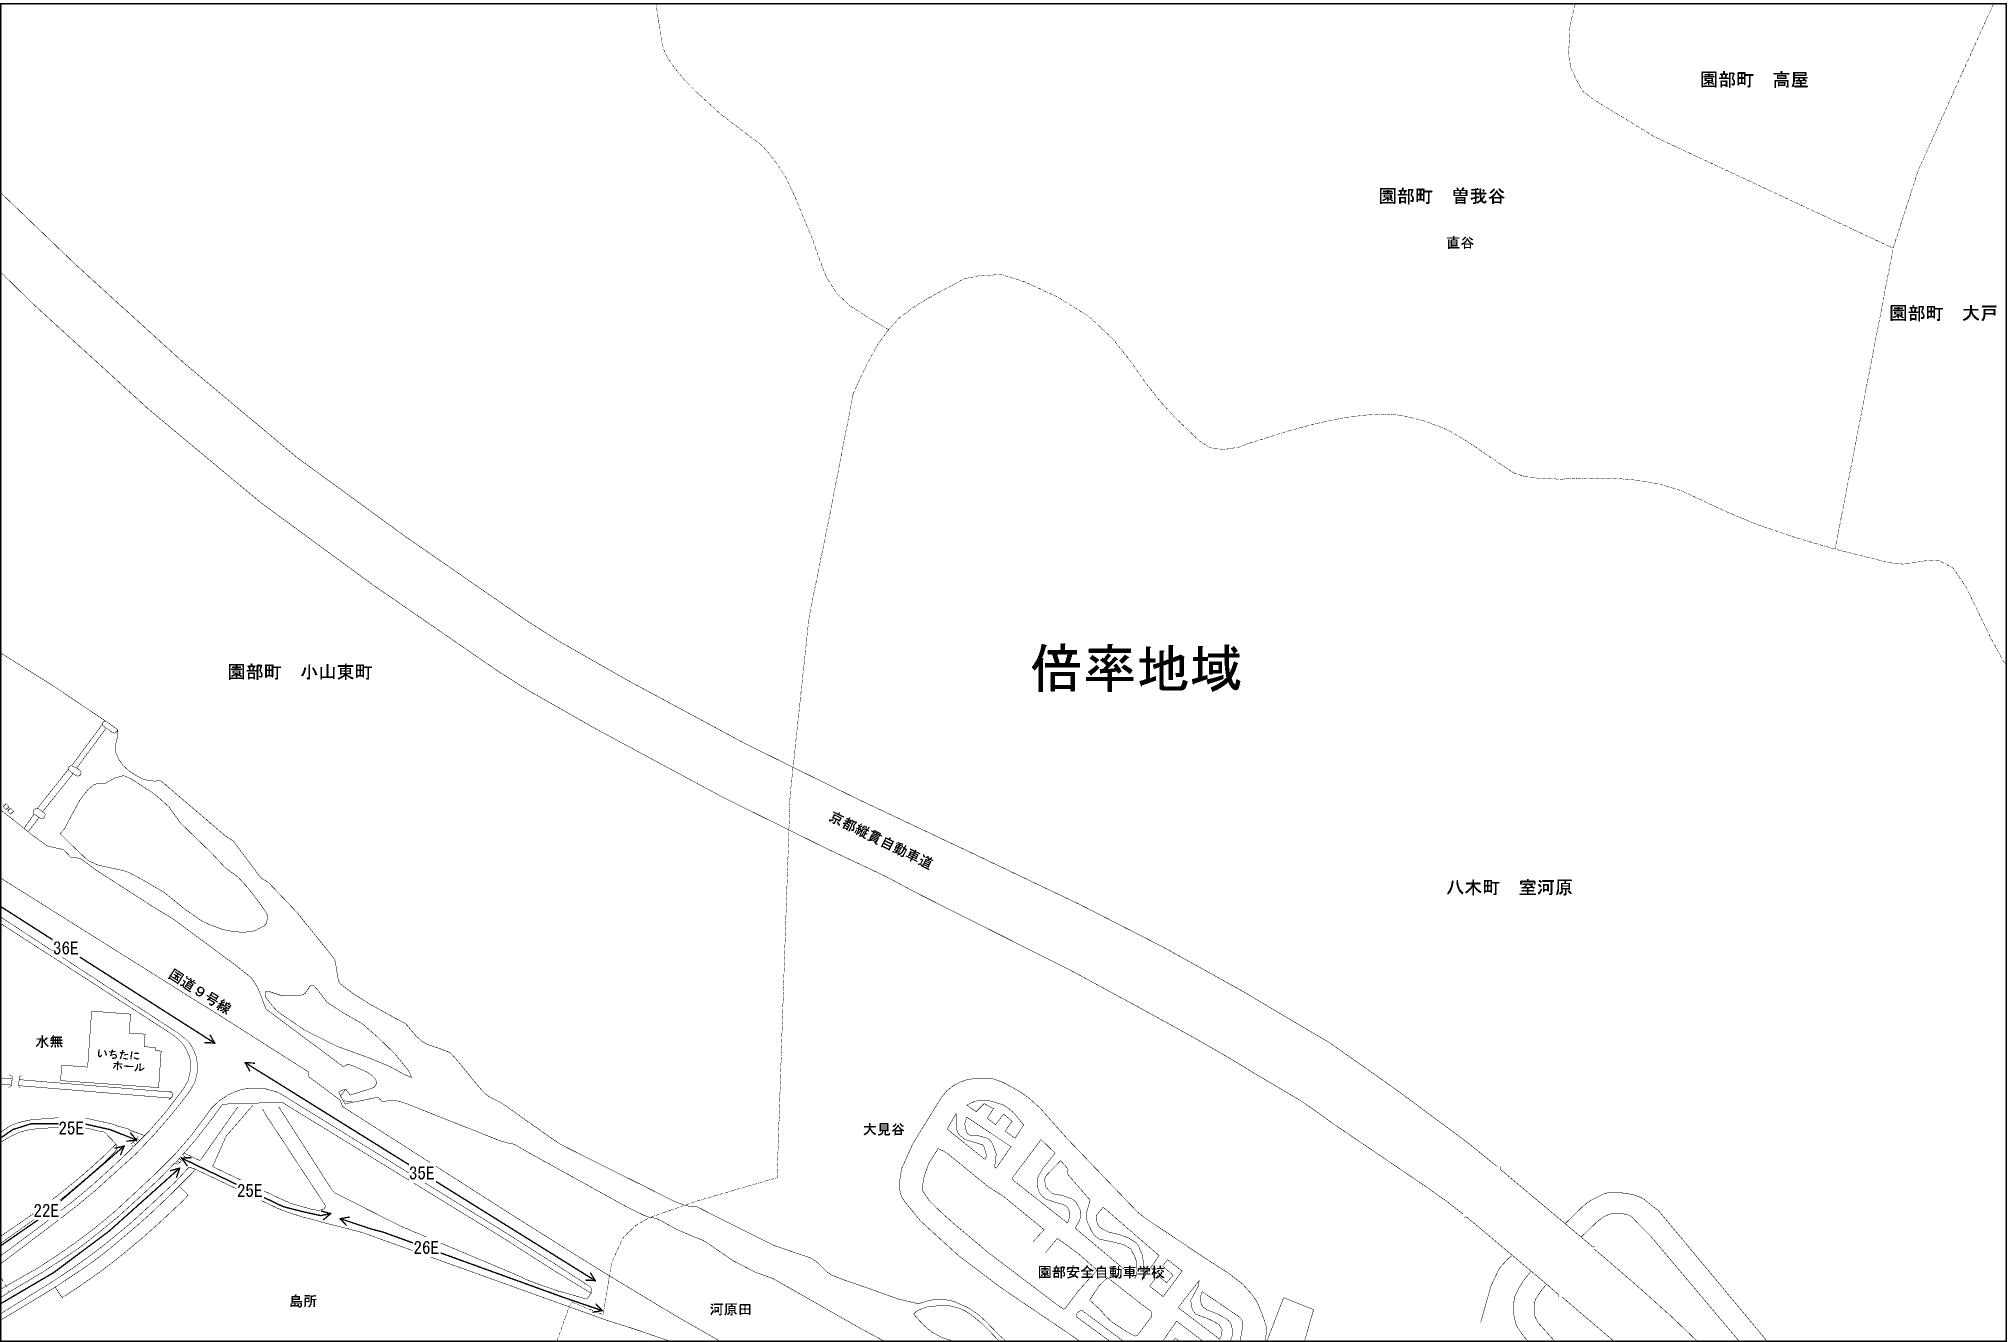 園部町　高屋
園部町　曽我谷
直谷
園部町　大戸
園部町　小山東町
倍率地域
京都縦貫自動車道
八木町　室河原
36E
国道９号線
水無
いちたに
ホール
25E
大見谷
35E
25E
22E
26E
園部安全自動車学校
島所
河原田